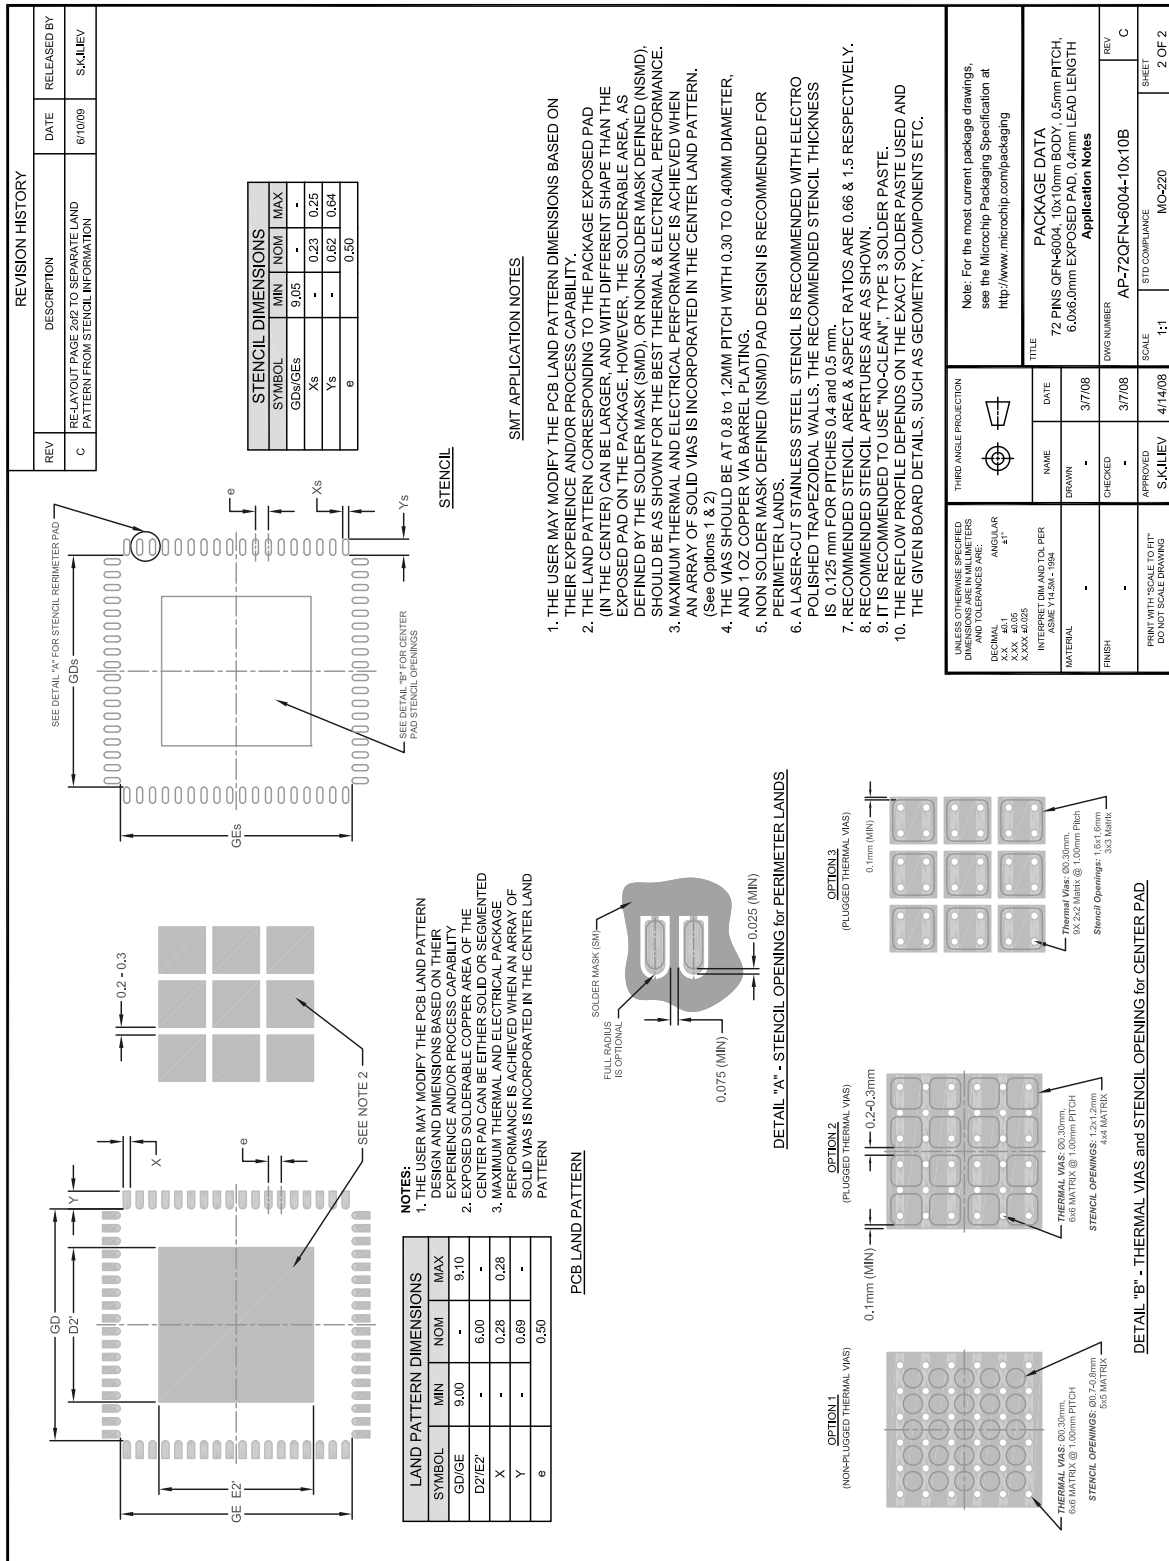 REVISION HISTORY
REV
DESCRIPTION
DATE
RELEASED BY
C
RE-LAYOUT PAGE 2of2 TO SEPARATE LAND
PATTERN FROM STENCIL INFORMATION
6/10/09
S.K.ILIEV
GD
D2'
GE
E2'
Y
X
e
0.2 - 0.3
SEE NOTE 2
LAND PATTERN DIMENSIONS
SYMBOL MIN NOM MAX
GD/GE 9.00 - 9.10
D2'/E2' - 6.00 -
X - 0.28 0.28
Y - 0.69 -
e 0.50
NOTES:
1. THE USER MAY MODIFY THE PCB LAND PATTERN
DESIGN AND DIMENSIONS BASED ON THEIR
EXPERIENCE AND/OR PROCESS CAPABILITY
2. EXPOSED SOLDERABLE COPPER AREA OF THE
CENTER PAD CAN BE EITHER SOLID OR SEGMENTED
3. MAXIMUM THERMAL AND ELECTRICAL PACKAGE
PERFORMANCE IS ACHIEVED WHEN AN ARRAY OF
SOLID VIAS IS INCORPORATED IN THE CENTER LAND
PATTERN
PCB LAND PATTERN
SEE DETAIL "A" FOR STENCIL RERIMETER PAD
GDs
GEs
e
Xs
Ys
SEE DETAIL "B" FOR CENTER
PAD STENCIL OPENINGS
STENCIL
STENCIL DIMENSIONS
SYMBOL MIN NOM MAX
GDs/GEs 9.05 - -
Xs - 0.23 0.25
Ys - 0.62 0.64
e 0.50
SMT APPLICATION NOTES
1. THE USER MAY MODIFY THE PCB LAND PATTERN DIMENSIONS BASED ON
THEIR EXPERIENCE AND/OR PROCESS CAPABILITY.
2. THE LAND PATTERN CORRESPONDING TO THE PACKAGE EXPOSED PAD
(IN THE CENTER) CAN BE LARGER, AND WITH DIFFERENT SHAPE THAN THE
EXPOSED PAD ON THE PACKAGE. HOWEVER, THE SOLDERABLE AREA, AS
DEFINED BY THE SOLDER MASK (SMD), OR NON-SOLDER MASK DEFINED (NSMD),
SHOULD BE AS SHOWN FOR THE BEST THERMAL & ELECTRICAL PERFORMANCE.
3. MAXIMUM THERMAL AND ELECTRICAL PERFORMANCE IS ACHIEVED WHEN
AN ARRAY OF SOLID VIAS IS INCORPORATED IN THE CENTER LAND PATTERN.
(See Options 1 & 2)
4. THE VIAS SHOULD BE AT 0.8 to 1.2MM PITCH WITH 0.30 TO 0.40MM DIAMETER,
AND 1 OZ COPPER VIA BARREL PLATING.
5. NON SOLDER MASK DEFINED (NSMD) PAD DESIGN IS RECOMMENDED FOR
PERIMETER LANDS.
6. A LASER-CUT STAINLESS STEEL STENCIL IS RECOMMENDED WITH ELECTRO
POLISHED TRAPEZOIDAL WALLS. THE RECOMMENDED STENCIL THICKNESS
IS 0.125 mm FOR PITCHES 0.4 and 0.5 mm.
7. RECOMMENDED STENCIL AREA & ASPECT RATIOS ARE 0.66 & 1.5 RESPECTIVELY.
8. RECOMMENDED STENCIL APERTURES ARE AS SHOWN.
9. IT IS RECOMMENDED TO USE "NO-CLEAN", TYPE 3 SOLDER PASTE.
10. THE REFLOW PROFILE DEPENDS ON THE EXACT SOLDER PASTE USED AND
THE GIVEN BOARD DETAILS, SUCH AS GEOMETRY, COMPONENTS ETC.
SOLDER MASK (SM)
FULL RADIUS
IS OPTIONAL
0.025 (MIN)
0.075 (MIN)
DETAIL "A" - STENCIL OPENING for PERIMETER LANDS
OPTION 1
(NON-PLUGGED THERMAL VIAS)
THERMAL VIAS: Ø0.30mm,
6x6 MATRIX @ 1.00mm PITCH
STENCIL OPENINGS: Ø0.7-0.8mm
5x5 MATRIX
OPTION 2
(PLUGGED THERMAL VIAS)
0.1mm (MIN)
0.2-0.3mm
THERMAL VIAS: Ø0.30mm,
6x6 MATRIX @ 1.00mm PITCH
STENCIL OPENINGS: 1.2x1.2mm
4x4 MATRIX
OPTION 3
(PLUGGED THERMAL VIAS)
0.1mm (MIN)
Thermal Vias: Ø0.30mm,
9X 2x2 Matrix @ 1.00mm Pitch
Stencil Openings: 1.6x1.6mm
3x3 Matrix
DETAIL "B" - THERMAL VIAS and STENCIL OPENING for CENTER PAD
UNLESS OTHERWISE SPECIFIED
DIMENSIONS ARE IN MILLIMETERS
AND TOLERANCES ARE:
DECIMAL ANGULAR
X.X ±0.1 ±1°
X.XX ±0.05
X.XXX ±0.025
INTERPRET DIM AND TOL PER
ASME Y14.5M - 1994
MATERIAL
-
FINISH
-
PRINT WITH "SCALE TO FIT"
DO NOT SCALE DRAWING
THIRD ANGLE PROJECTION
NAME DATE
DRAWN
- 3/7/08
CHECKED
- 3/7/08
APPROVED
S.K.ILIEV 4/14/08
Note: For the most current package drawings,
see the Microchip Packaging Specification at
http://www.microchip.com/packaging
TITLE
PACKAGE DATA
72 PINS QFN-6004, 10x10mm BODY, 0.5mm PITCH,
6.0x6.0mm EXPOSED PAD, 0.4mm LEAD LENGTH
Application Notes
DWG NUMBER
AP-72QFN-6004-10x10B
REV
C
SCALE
1:1
STD COMPLIANCE
MO-220
SHEET
2 OF 2